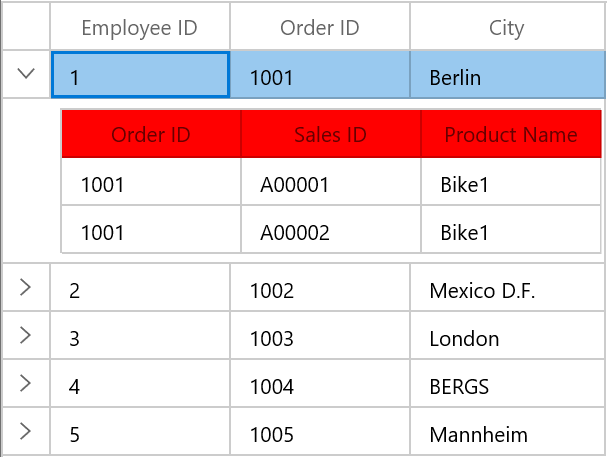 Employee ID Order ID City
1 1001 Berlin
Order ID Sales ID Product Name
1001 A00001 Bike1
1001 A00002 Bike1
2 1002 Mexico D.F.
3 1003 London
4 1004 BERGS
5 1005 Mannheim